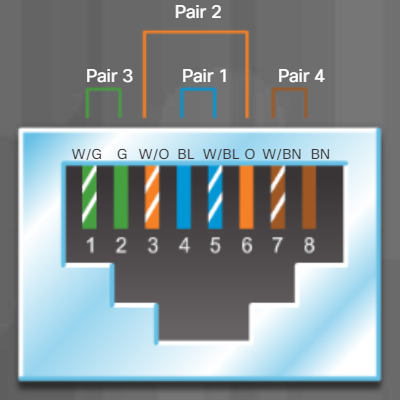 Pair 2
Pair 3 Pair 1 Pair 4
W/G G W/O BL W/BL O W/BN BN
1 2 3 4 5 6 7 8